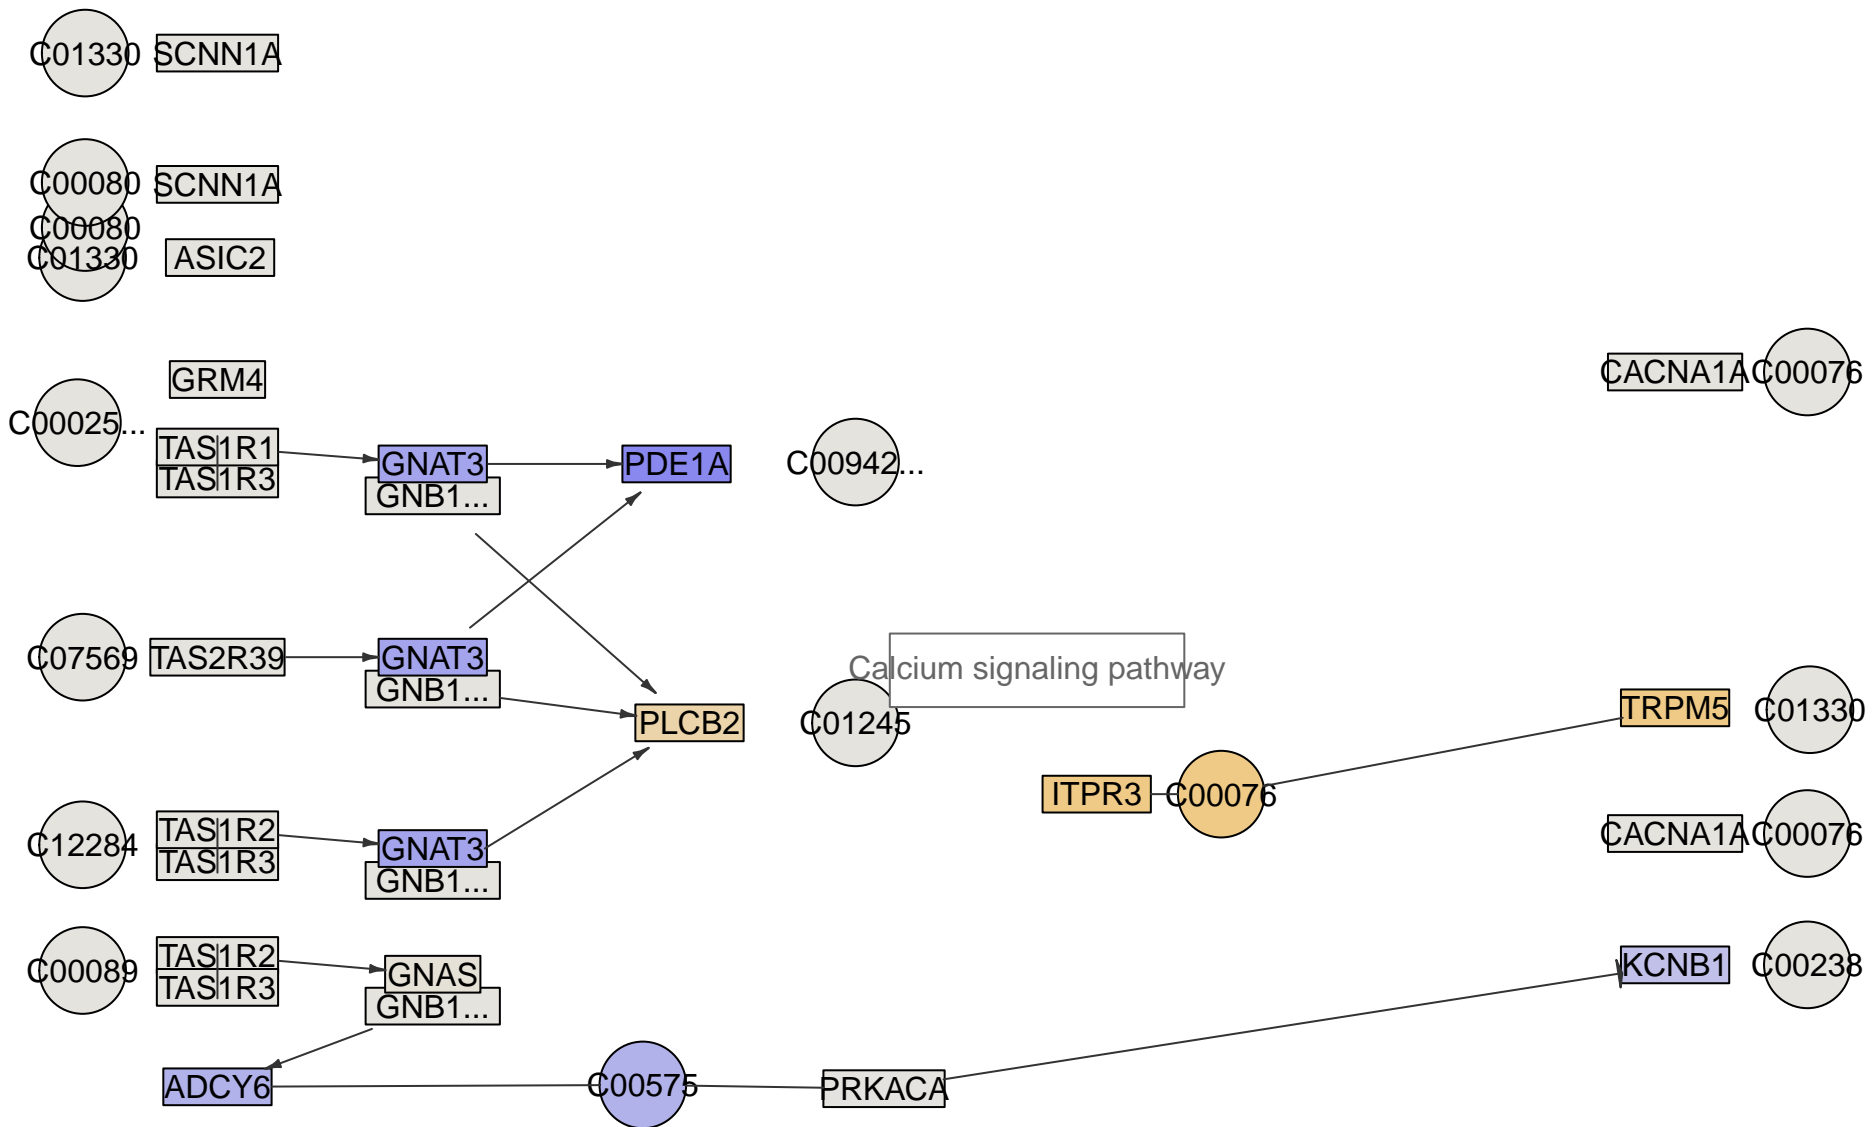 C01330 SCNN1A
C00080 SCNN1A
C00080
C01330 ASIC2
GRM4
CACNA1A C00076
C00025...
TAS1R1
GNAT3 PDE1A C00942...
TAS1R3
GNB1...
C07569 TAS2R39 GNAT3
Calcium signaling pathway
GNB1...
PLCB2 C01245
TRPM5 C01330
ITPR3 C00076
TAS1R2
CACNA1A C00076
C12284
GNAT3
TAS1R3
GNB1...
TAS1R2
C00089
GNAS
KCNB1 C00238
TAS1R3
GNB1...
ADCY6 C00575 PRKACA